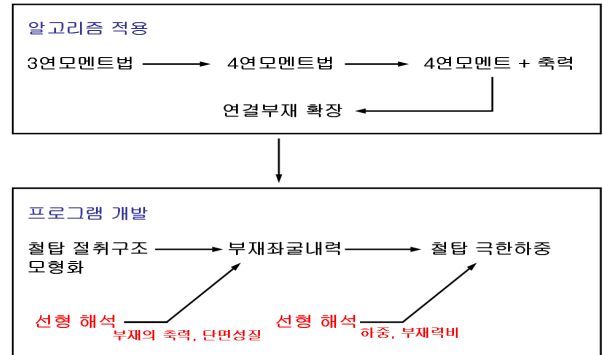 알고리즘 적용
3연모멘트법 4연모멘트법 4연모멘트 + 축력
연결부재 확장
프로그램 개발
철탑 절취구조 부재좌굴내력 철탑 극한하중
모형화
선형 해석 선형 해석
부재의 축력, 단면성질 하중, 부재력비